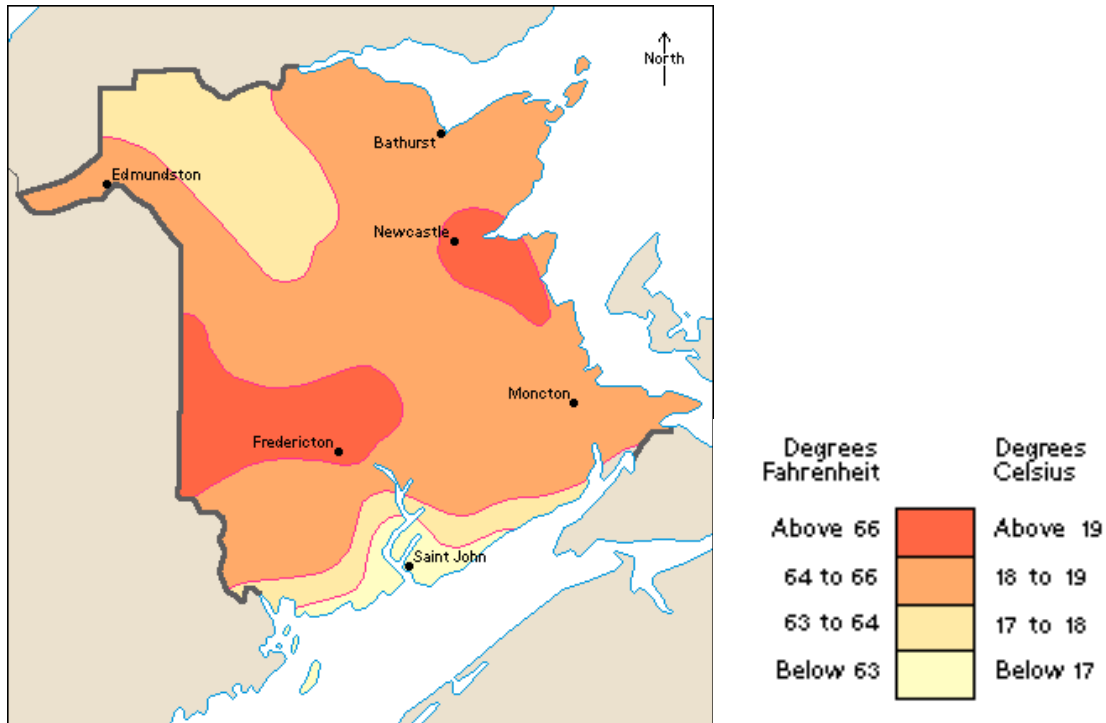 North
Bathurst
Edmundston
Newcastle
Moncton
Fredericton
Saint John
Degrees
Fahrenheit
Degrees
Celsius
Above 66
Above 19
64 to 66
18 to 19
63 to 64
17 to 18
Below 63
Below 17